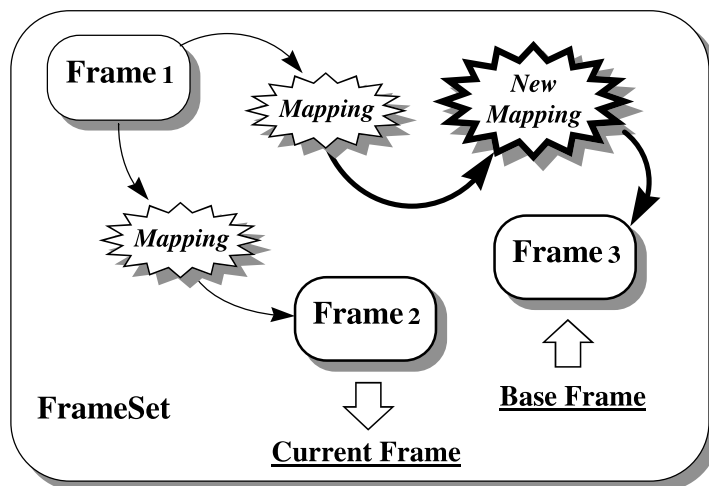 Frame 1
Mapping
New
Mapping
Mapping
Frame 3
Frame 2
Base Frame
FrameSet
Current Frame